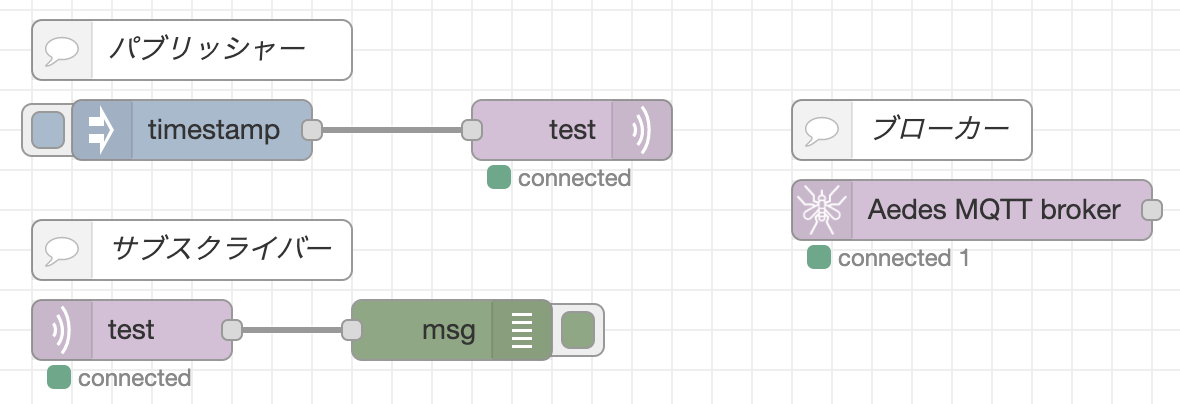 パブリッシャー
timestamp
test
connected
ブローカー
Aedes MQTT broker
connected 1
サブスクライバー
test
msg
connected